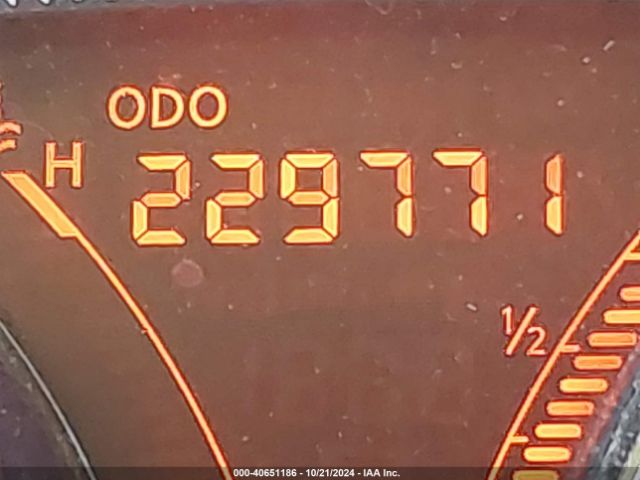 ODO
H 229771
1/2
000-40651186 - 10/21/2024 - IAA Inc.